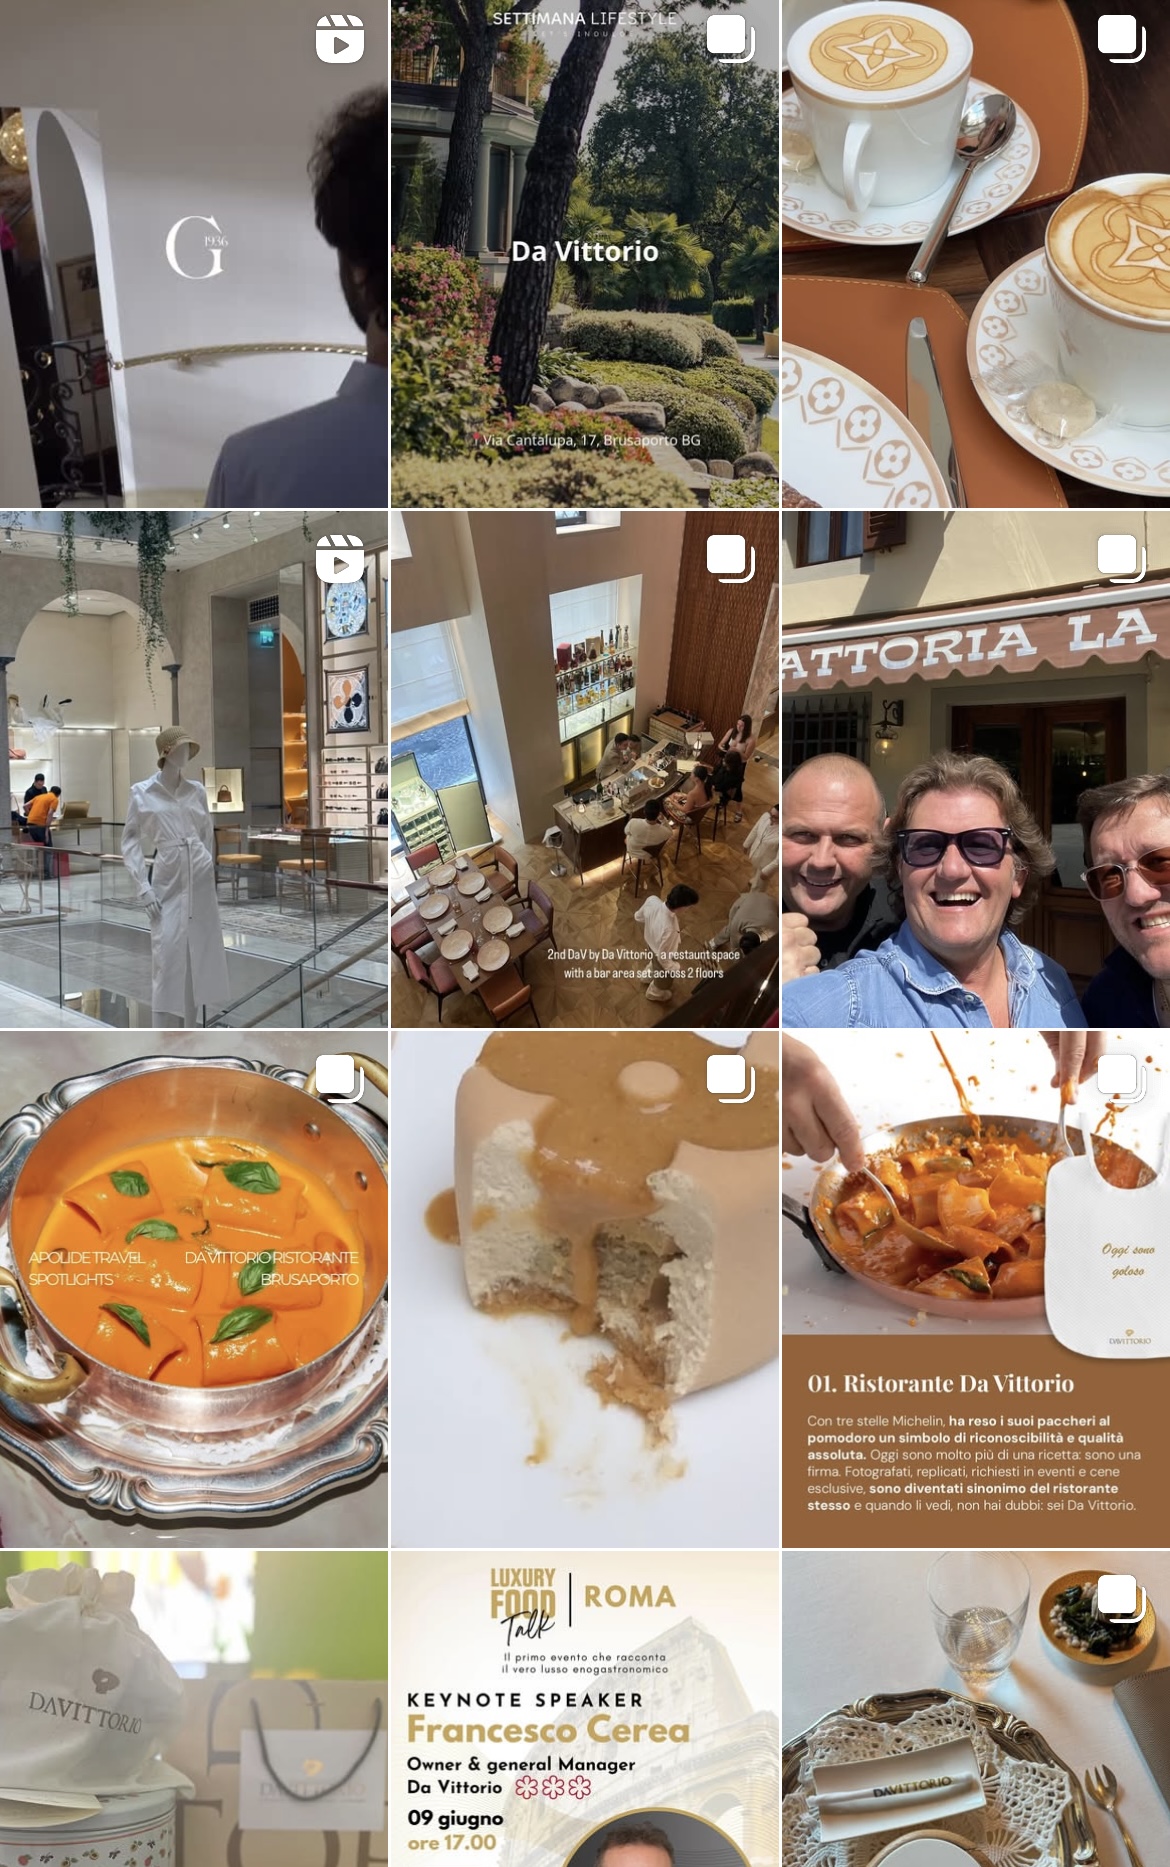 G
1936
SETTIMANA LIFESTYLE
LET'S INDULGE
Da Vittorio
Via Cantalupa, 17, Brusaporto BG
2nd DaV by Da Vittorio - a restaunt space
with a bar area set across 2 floors
ATTORIA LA
APOLIDE TRAVEL
SPOTLIGHTS
DA VITTORIO RISTORANTE
BRUSAPORTO
Oggi sono
goloso
DAVITTORIO
01. Ristorante Da Vittorio
Con tre stelle Michelin, ha reso i suoi paccheri al
pomodoro un simbolo di riconoscibilità e qualità
assoluta. Oggi sono molto più di una ricetta: sono una
firma. Fotografati, replicati, richiesti in eventi e cene
esclusive, sono diventati sinonimo del ristorante
stesso e quando li vedi, non hai dubbi: sei Da Vittorio.
DAVITTORIO
DAVITTORIO
LUXURY
FOOD
Talk
ROMA
Il primo evento che racconta
il vero lusso enogastronomico
KEYNOTE SPEAKER
Francesco Cerea
Owner & general Manager
Da Vittorio
09 giugno
ore 17.00
DAVITTORIO